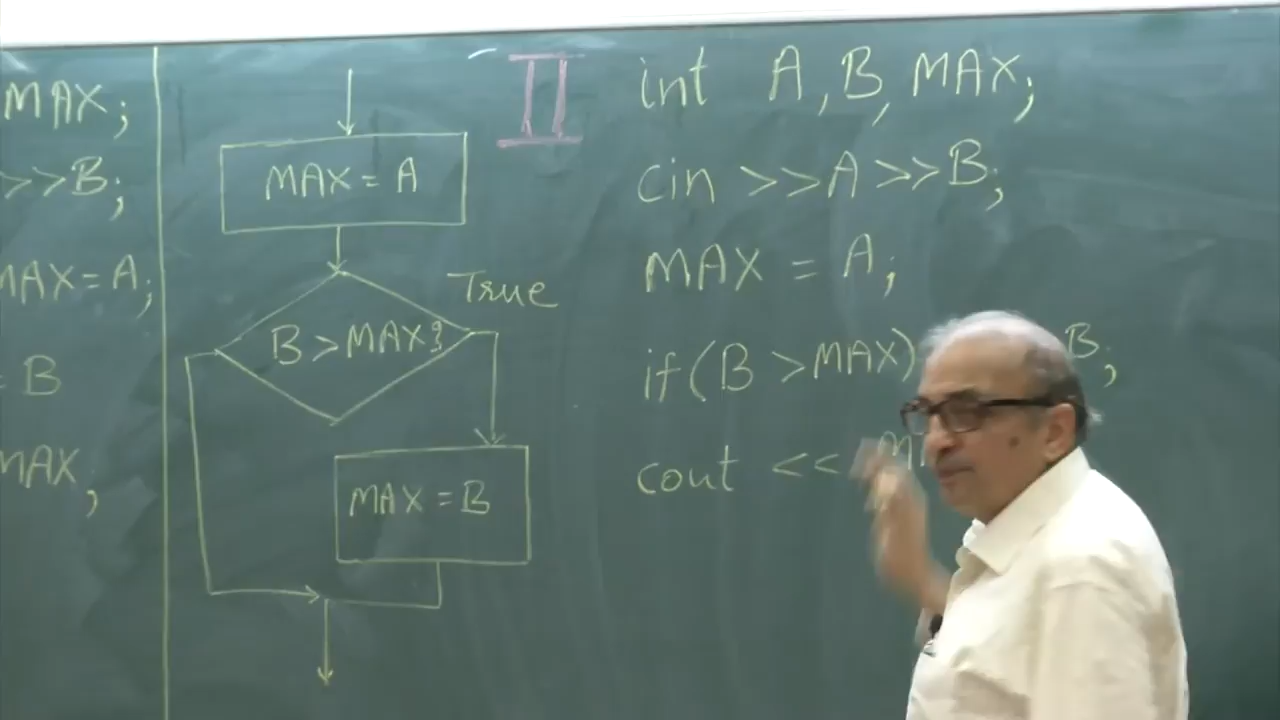 MAX;
>>B;
MAX=A;
= B
MAX;
MAX = A
B >MAX?
True
MAX = B
II
int A, B, MAX;
cin >>A >>B;
MAX = A;
if(B >MAX) B;
cout <<